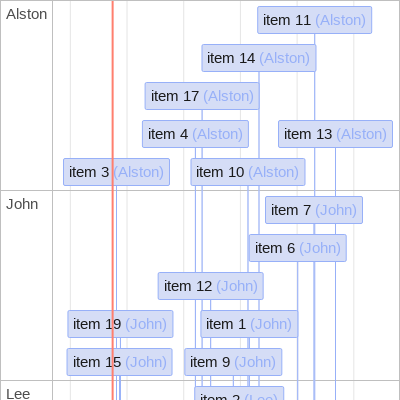 Alston
item 11 (Alston)
item 14 (Alston)
item 17 (Alston)
item 4 (Alston)
item 13 (Alston)
item 3 (Alston)
item 10 (Alston)
John
item 7 (John)
item 6 (John)
item 12 (John)
item 19 (John)
item 1 (John)
item 15 (John)
item 9 (John)
Lee
item 2 (Lee)